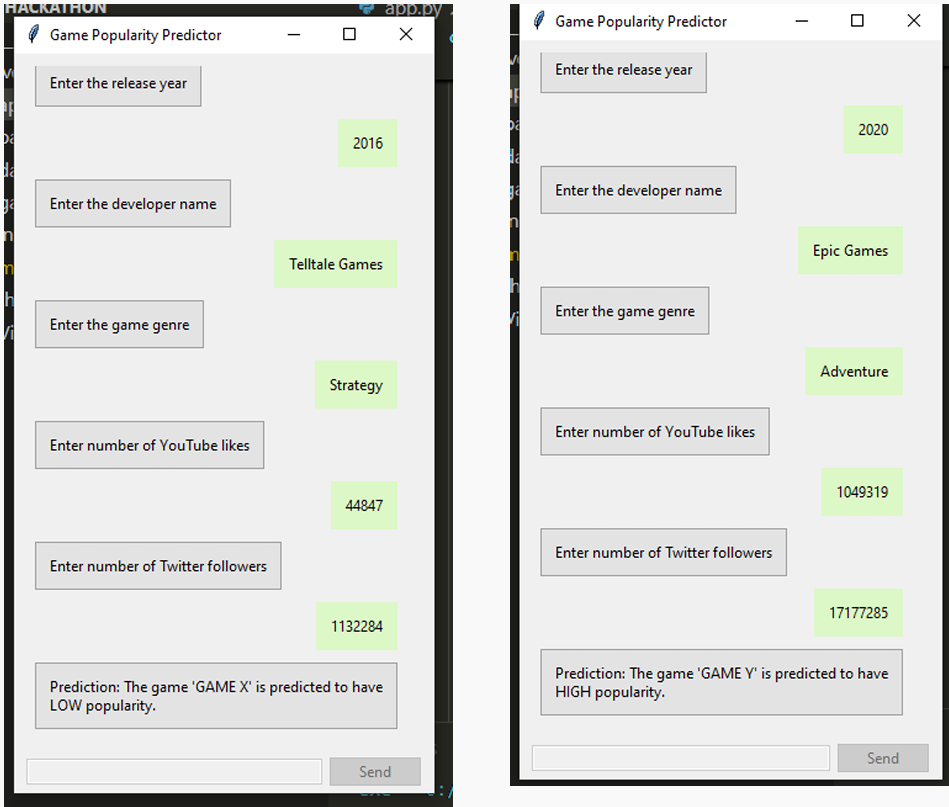 HACKATHON
app.py
Game Popularity Predictor
Enter the release year
2016
Enter the developer name
Telltale Games
Enter the game genre
Strategy
Enter number of YouTube likes
44847
Enter number of Twitter followers
1132284
Prediction: The game 'GAME X' is predicted to have
LOW popularity.
Send
Game Popularity Predictor
Enter the release year
2020
Enter the developer name
Epic Games
Enter the game genre
Adventure
Enter number of YouTube likes
1049319
Enter number of Twitter followers
17177285
Prediction: The game 'GAME Y' is predicted to have
HIGH popularity.
Send